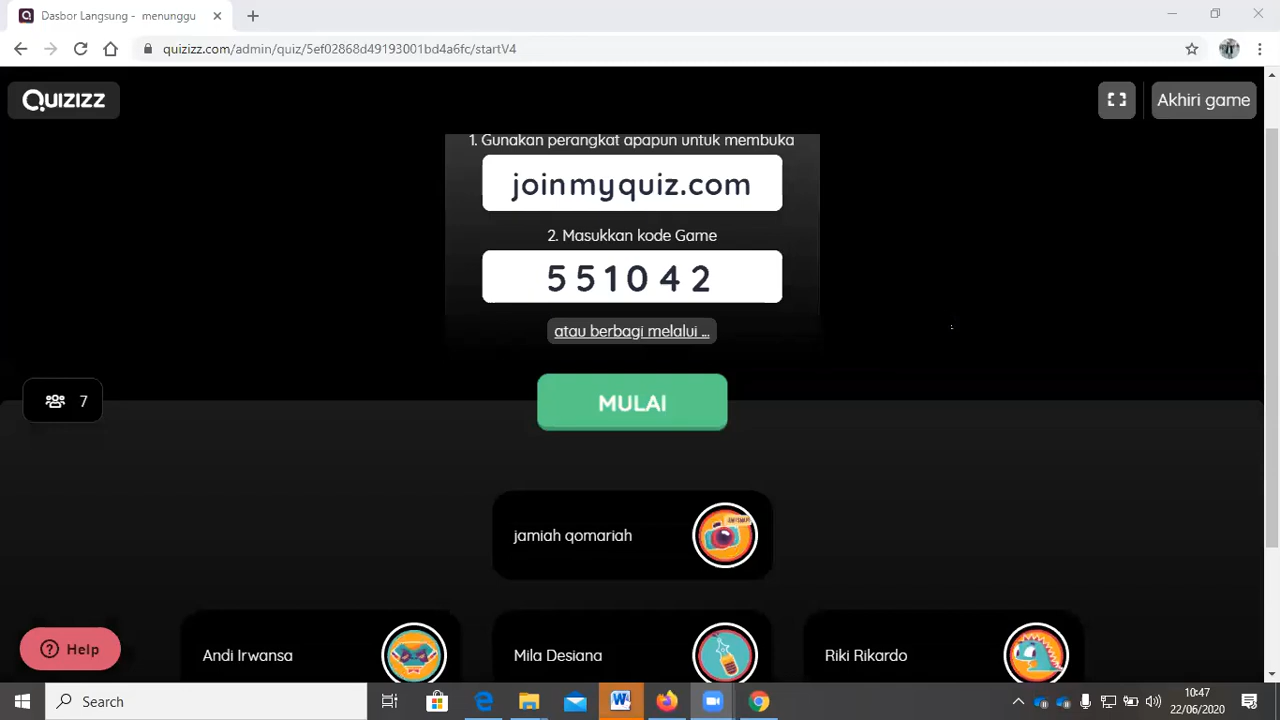 Dasbor Langsung - menunggu
quizizz.com/admin/quiz/5ef02868d49193001bd4a6fc/startV4
Quizizz
Akhiri game
1. Gunakan perangkat apapun untuk membuka
joinmyquiz.com
2. Masukkan kode Game
551042
atau berbagi melalui ...
7
MULAI
jamiah qomariah
Andi Irwansa
Mila Desiana
Riki Rikardo
Help
Search
10:47
22/06/2020